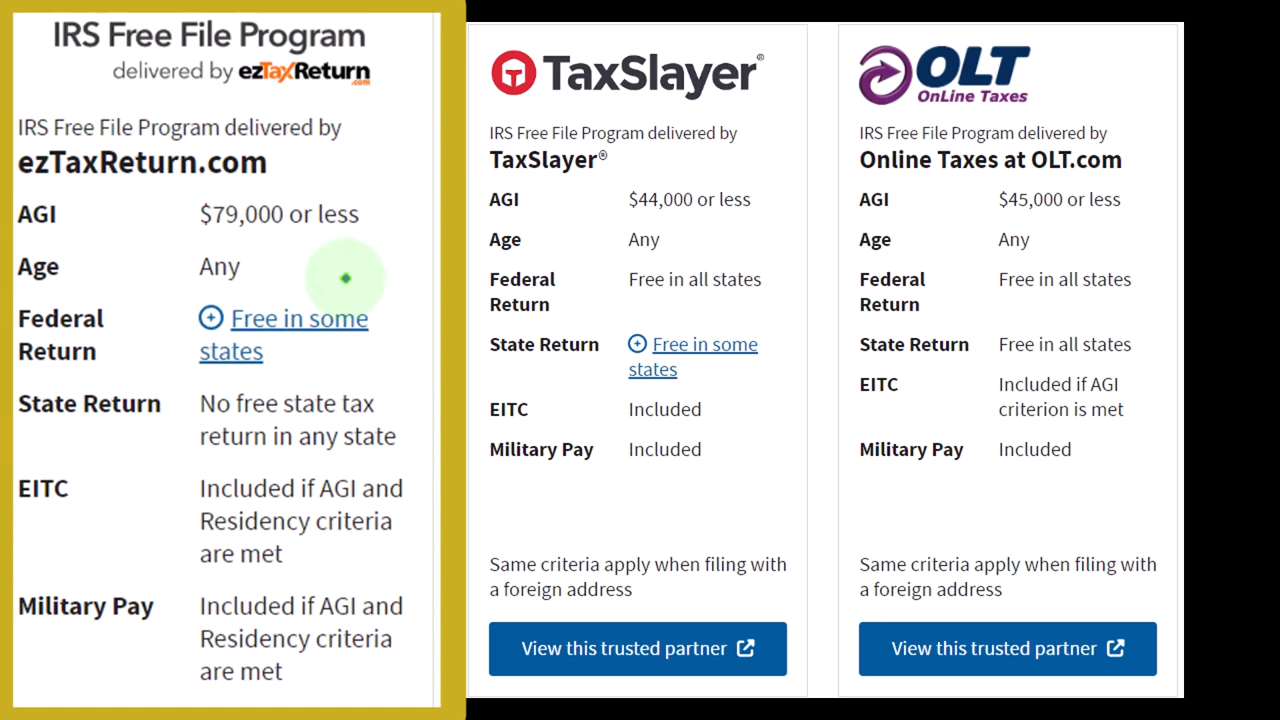 IRS Free File Program
delivered by ezTaxReturn.com
IRS Free File Program delivered by
ezTaxReturn.com
AGI $79,000 or less
Age Any
Federal Return Free in some states
State Return No free state tax return in any state
EITC Included if AGI and Residency criteria are met
Military Pay Included if AGI and Residency criteria are met
TaxSlayer®
IRS Free File Program delivered by
TaxSlayer®
AGI $44,000 or less
Age Any
Federal Return Free in all states
State Return Free in some states
EITC Included
Military Pay Included
Same criteria apply when filing with
a foreign address
View this trusted partner
OLT
OnLine Taxes
IRS Free File Program delivered by
Online Taxes at OLT.com
AGI $45,000 or less
Age Any
Federal Return Free in all states
State Return Free in all states
EITC Included if AGI criterion is met
Military Pay Included
Same criteria apply when filing with
a foreign address
View this trusted partner